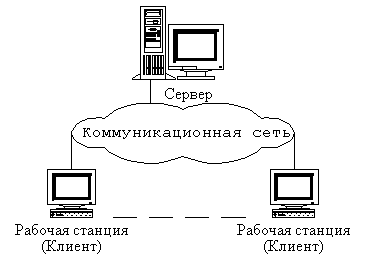 Сервер
Коммуникационная сеть
Рабочая станция
(Клиент)
Рабочая станция
(Клиент)